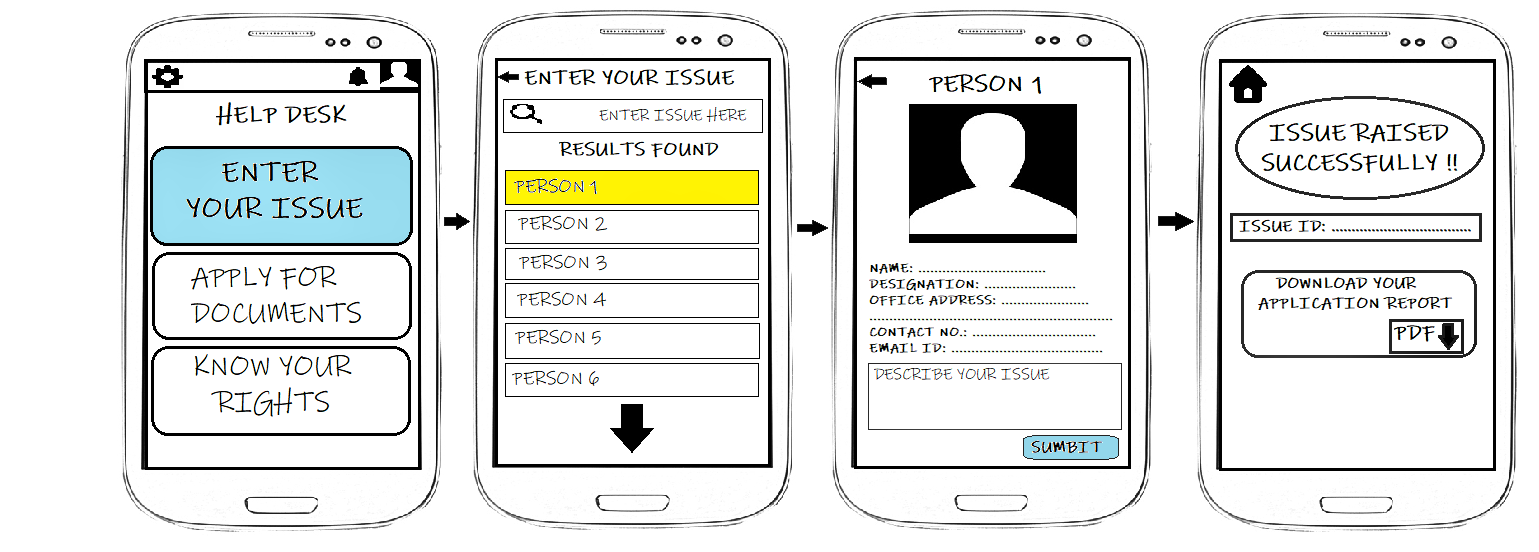 HELP DESK
ENTER
YOUR ISSUE
APPLY FOR
DOCUMENTS
KNOW YOUR
RIGHTS
ENTER YOUR ISSUE
ENTER ISSUE HERE
RESULTS FOUND
PERSON 1
PERSON 2
PERSON 3
PERSON 4
PERSON 5
PERSON 6
PERSON 1
NAME: ..............................
DESIGNATION: ......................
OFFICE ADDRESS: .....................
..........................................................
CONTACT NO.: .............................
EMAIL ID: ....................................
DESCRIBE YOUR ISSUE
SUMBIT
ISSUE RAISED
SUCCESSFULLY !!
ISSUE ID: ......................................
DOWNLOAD YOUR
APPLICATION REPORT
PDF